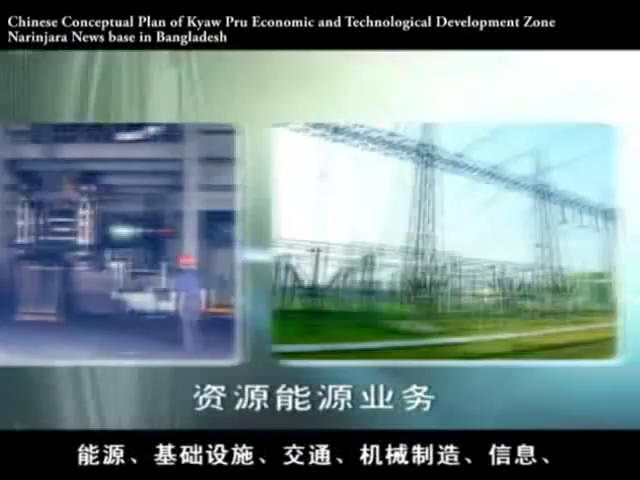 Chinese Conceptual Plan of Kyaw Pru Economic and Technological Development Zone
Narinjara News base in Bangladesh
资源能源业务
能源、基础设施、交通、机械制造、信息、